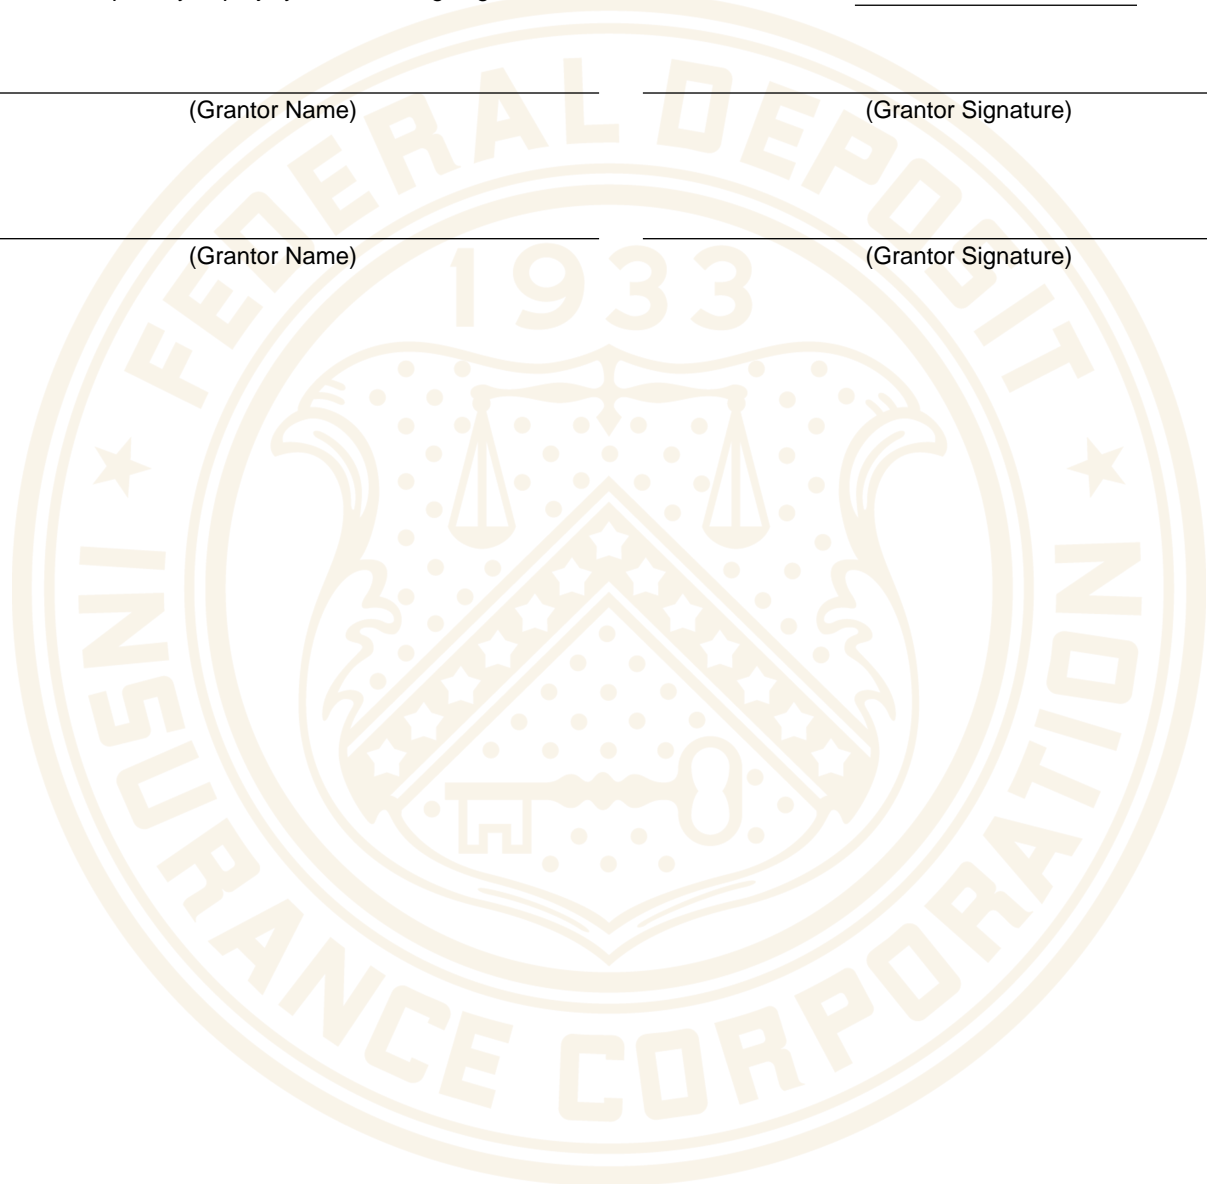 (Grantor Name) (Grantor Signature)
(Grantor Name) (Grantor Signature)
FEDERAL DEPOSIT
1933
INSURANCE CORPORATION